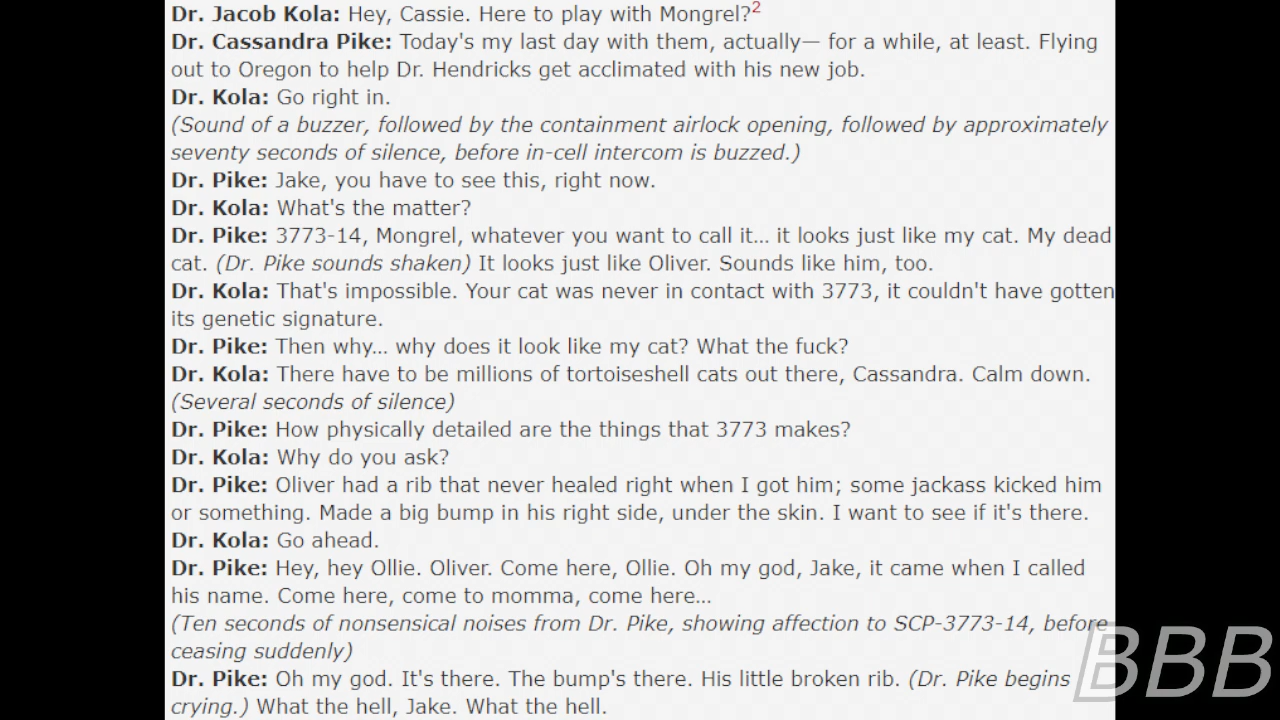 Dr. Jacob Kola: Hey, Cassie. Here to play with Mongrel?2
Dr. Cassandra Pike: Today's my last day with them, actually— for a while, at least. Flying
out to Oregon to help Dr. Hendricks get acclimated with his new job.
Dr. Kola: Go right in.
(Sound of a buzzer, followed by the containment airlock opening, followed by approximately
seventy seconds of silence, before in-cell intercom is buzzed.)
Dr. Pike: Jake, you have to see this, right now.
Dr. Kola: What's the matter?
Dr. Pike: 3773-14, Mongrel, whatever you want to call it... it looks just like my cat. My dead
cat. (Dr. Pike sounds shaken) It looks just like Oliver. Sounds like him, too.
Dr. Kola: That's impossible. Your cat was never in contact with 3773, it couldn't have gotten
its genetic signature.
Dr. Pike: Then why... why does it look like my cat? What the fuck?
Dr. Kola: There have to be millions of tortoiseshell cats out there, Cassandra. Calm down.
(Several seconds of silence)
Dr. Pike: How physically detailed are the things that 3773 makes?
Dr. Kola: Why do you ask?
Dr. Pike: Oliver had a rib that never healed right when I got him; some jackass kicked him
or something. Made a big bump in his right side, under the skin. I want to see if it's there.
Dr. Kola: Go ahead.
Dr. Pike: Hey, hey Ollie. Oliver. Come here, Ollie. Oh my god, Jake, it came when I called
his name. Come here, come to momma, come here...
(Ten seconds of nonsensical noises from Dr. Pike, showing affection to SCP-3773-14, before
ceasing suddenly)
Dr. Pike: Oh my god. It's there. The bump's there. His little broken rib. (Dr. Pike begins
crying.) What the hell, Jake. What the hell.
BBB